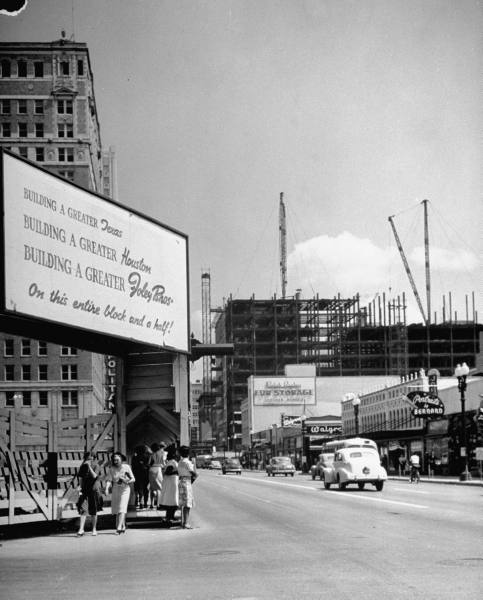 BUILDING A GREATER Texas
BUILDING A GREATER Houston
BUILDING A GREATER Foley Bros.
On this entire block and a half!
FUR STORAGE
Walgreen
BERNARD